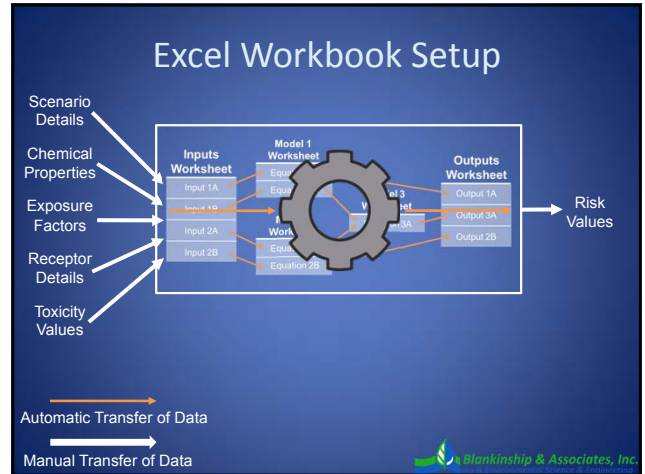 Excel Workbook Setup
Scenario
Details
Chemical
Properties
Exposure
Factors
Receptor
Details
Toxicity
Values
Inputs
Worksheet
Input 1A
Input 1B
Input 2A
Input 2B
Model 1
Worksheet
Equation 2B
Outputs
Worksheet
Output 1A
Output 3A
Output 2B
Risk
Values
Automatic Transfer of Data
Manual Transfer of Data
Blankinship & Associates, Inc.